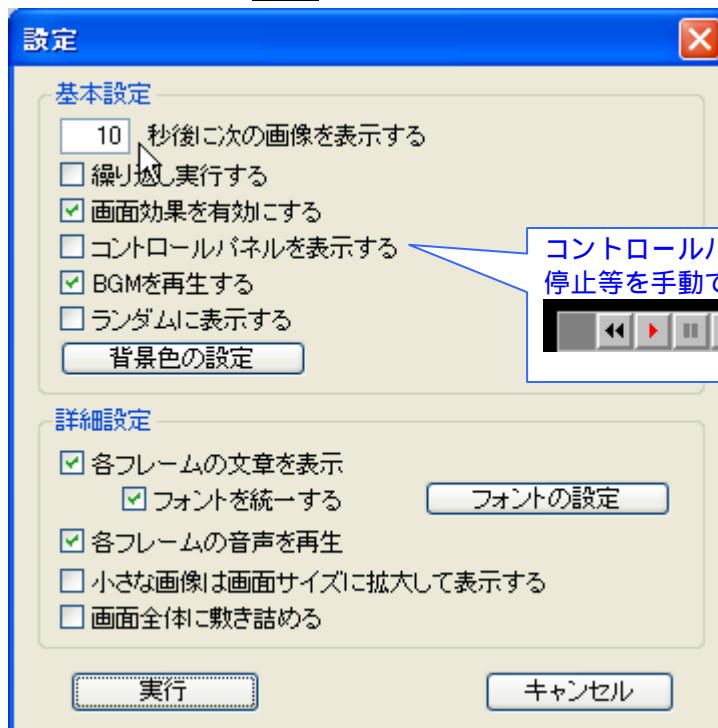 設定
基本設定
10 秒後に次の画像を表示する
繰り返し実行する
画面効果を有効にする
コントロールパネルを表示する
BGMを再生する
ランダムに表示する
背景色の設定
コントロール
停止等を手動
詳細設定
各フレームの文章を表示
フォントを統一する
フォントの設定
各フレームの音声を再生
小さな画像は画面サイズに拡大して表示する
画面全体に敷き詰める
実行
キャンセル